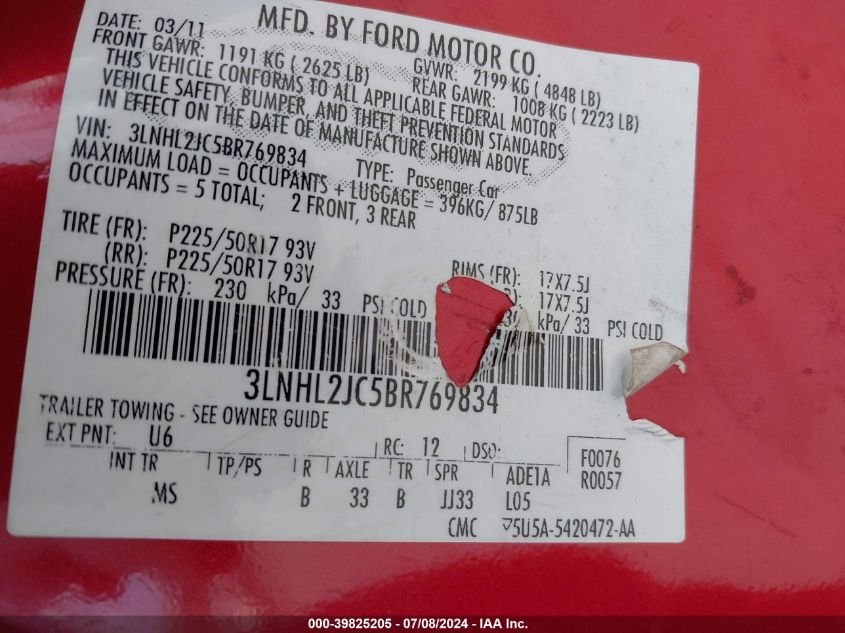 MFD. BY FORD MOTOR CO.
DATE: 03/11 GVWR: 2199 KG ( 4848 LB)
FRONT GAWR: 1191 KG ( 2625 LB) REAR GAWR: 1008 KG ( 2223 LB)
THIS VEHICLE CONFORMS TO ALL APPLICABLE FEDERAL MOTOR
VEHICLE SAFETY, BUMPER, AND THEFT PREVENTION STANDARDS
IN EFFECT ON THE DATE OF MANUFACTURE SHOWN ABOVE.
VIN: 3LNHL2JC5BR769834 TYPE: Passenger Car
MAXIMUM LOAD = OCCUPANTS + LUGGAGE = 396KG/ 875LB
OCCUPANTS = 5 TOTAL; 2 FRONT, 3 REAR
TIRE (FR): P225/50R17 93V RIMS (FR): 17X7.5J
(RR): P225/50R17 93V 17X7.5J
PRESSURE (FR): 230 kPa/ 33 PSI COLD kPa/ 33 PSI COLD
3LNHL2JC5BR769834
TRAILER TOWING - SEE OWNER GUIDE
EXT PNT: U6 RC: 12 DSO: F0076
INT TR TP/PS R AXLE TR SPR ADE1A R0057
MS B 33 B JJ33 L05
CMC 75U5A-5420472-AA
000-39825205 - 07/08/2024 - IAA Inc.